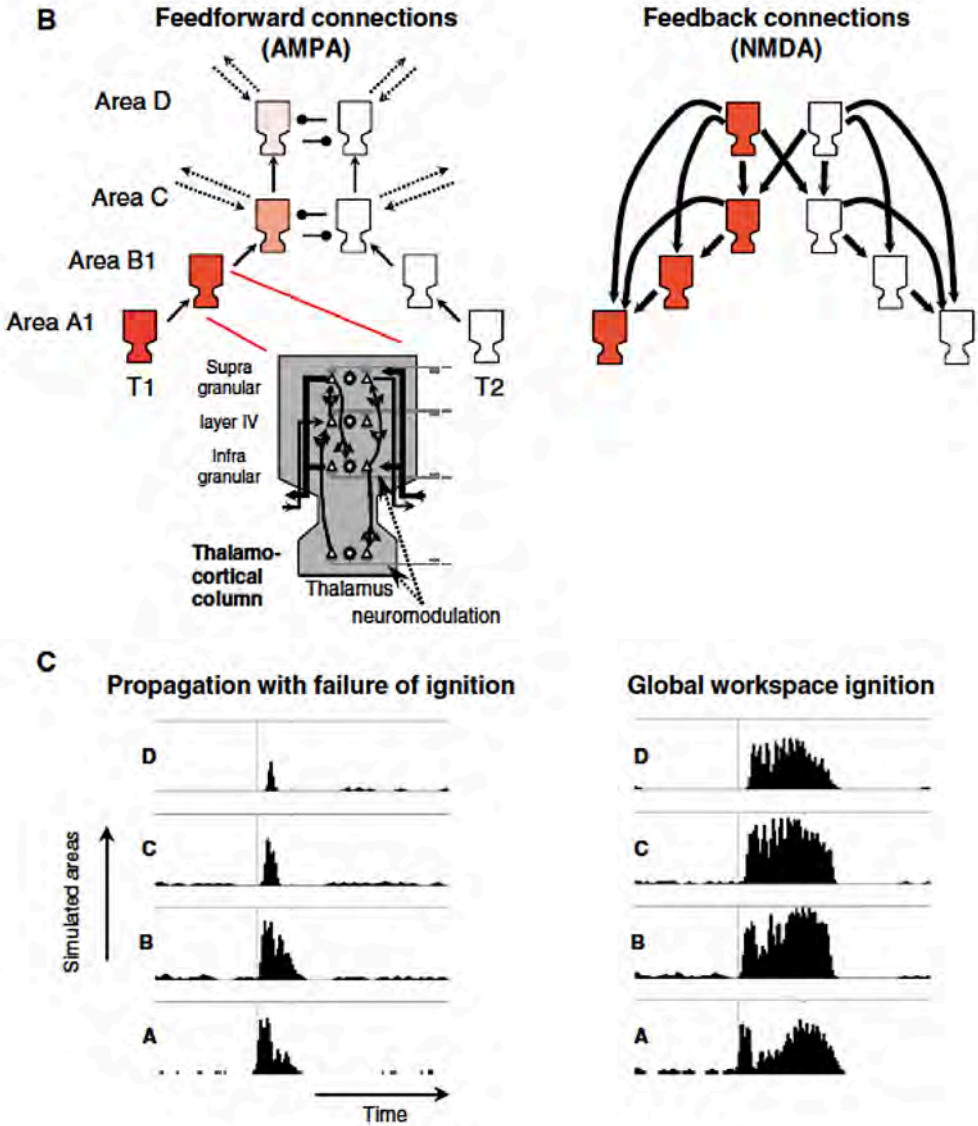 B
Feedforward connections
(AMPA)
Feedback connections
(NMDA)
Area D
Area C
Area B1
Area A1
T1
T2
Supra
granular
layer IV
Infra
granular
Thalamo-
cortical
column
Thalamus
neuromodulation
C
Propagation with failure of ignition
Global workspace ignition
D
C
B
A
Simulated areas
Time
D
C
B
A